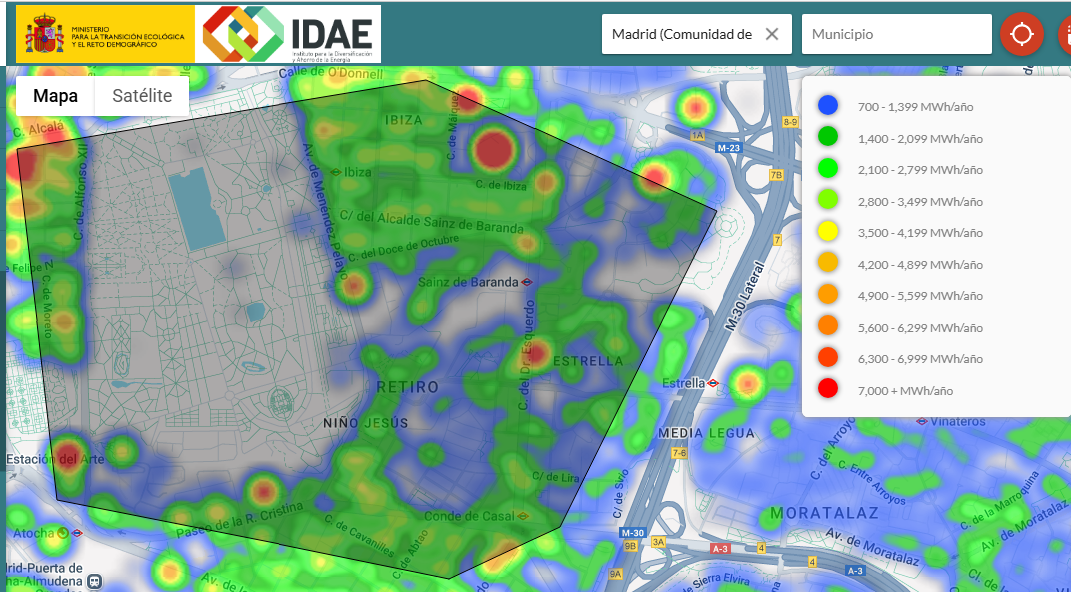 MINISTERIO
PARA LA TRANSICIÓN ECOLÓGICA
Y EL RETO DEMOGRÁFICO
IDAE
Instituto para la Diversificación
y Ahorro de la Energía
Madrid (Comunidad de
Municipio
Mapa
Satélite
Calle de O'Donnell
C. Alcalá
IBIZA
C. de Máiquez
1A
M-23
8-9
7B
7
C. de Alfonso XII
Av. de Menéndez Pelayo
Ibiza
C. de Ibiza
C/ del Alcalde Sainz de Baranda
C. del Doce de Octubre
Sainz de Baranda
e Felipe
C. de Moreto
C. del Dr. Esquerdo
M-30 Lateral
ESTRELLA
RETIRO
NIÑO JESÚS
Estrella
MEDIA LEGUA
7-6
Estación del Arte
C/ de Lira
Conde de Casal
Paseo de la R. Cristina
C. de Cavanilles
C. de Abtao
Atocha
drid-Puerta de
ha-Almudena
Av. de
M-30
9B
3A
9A
A-3
4
4
A-3
MORATALAZ
Av. de Moratalaz
C. Entre Arroyos
C. del Arroyo
Vinateros
C. de la Marroquina
Av. de Moratalaz
e Sierra Elvira
700 - 1,399 MWh/año
1,400 - 2,099 MWh/año
2,100 - 2,799 MWh/año
2,800 - 3,499 MWh/año
3,500 - 4,199 MWh/año
4,200 - 4,899 MWh/año
4,900 - 5,599 MWh/año
5,600 - 6,299 MWh/año
6,300 - 6,999 MWh/año
7,000 + MWh/año